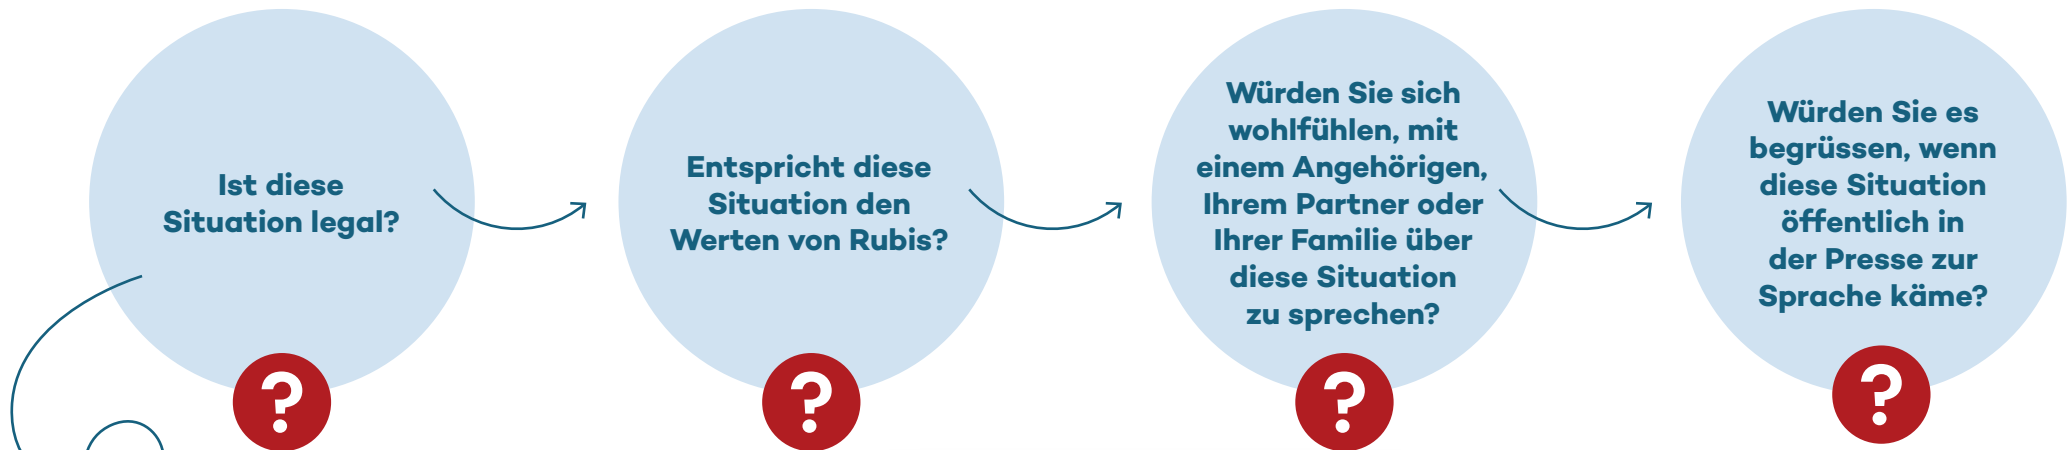 Ist diese
Situation legal?
?
Entspricht diese
Situation den
Werten von Rubis?
?
Würden Sie sich
wohlfühlen, mit
einem Angehörigen,
Ihrem Partner oder
Ihrer Familie über
diese Situation
zu sprechen?
?
Würden Sie es
begrüssen, wenn
diese Situation
öffentlich in
der Presse zur
Sprache käme?
?